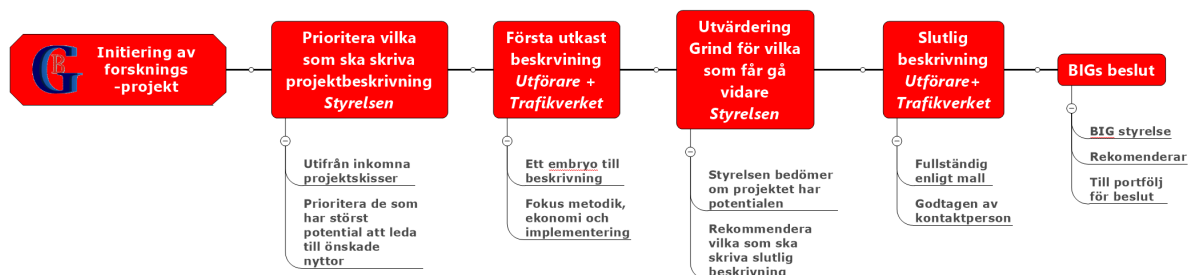 Initiering av
forsknings
-projekt
Prioritera vilka
som ska skriva
projektbeskrivning
Styrelsen
Utifrån inkomna
projektskisser
Prioritera de som
har störst
potential att leda
till önskade
nyttor
Första utkast
beskrvining
Utförare +
Trafikverket
Ett embryo till
beskrivning
Fokus metodik,
ekonomi och
implementering
Utvärdering
Grind för vilka
som får gå
vidare
Styrelsen
Styrelsen bedömer
om projektet har
potentialen
Rekommendera
vilka som ska
skriva slutlig
beskrivning
Slutlig
beskrivning
Utförare+
Trafikverket
Fullständig
enligt mall
Godtagen av
kontaktperson
BIGs beslut
BIG styrelse
Rekomenderar
Till portfölj
för beslut